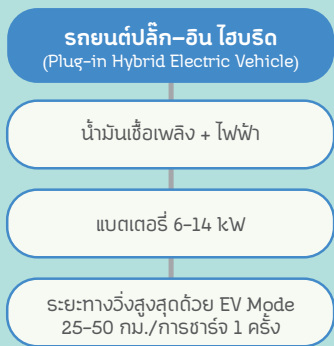 รถยนต์ปลั๊ก-อิน ไฮบริด
(Plug-in Hybrid Electric Vehicle)
น้ำมันเชื้อเพลิง + ไฟฟ้า
แบตเตอรี่ 6-14 kW
ระยะทางวิ่งสูงสุดด้วย EV Mode
25-50 กม./การชาร์จ 1 ครั้ง